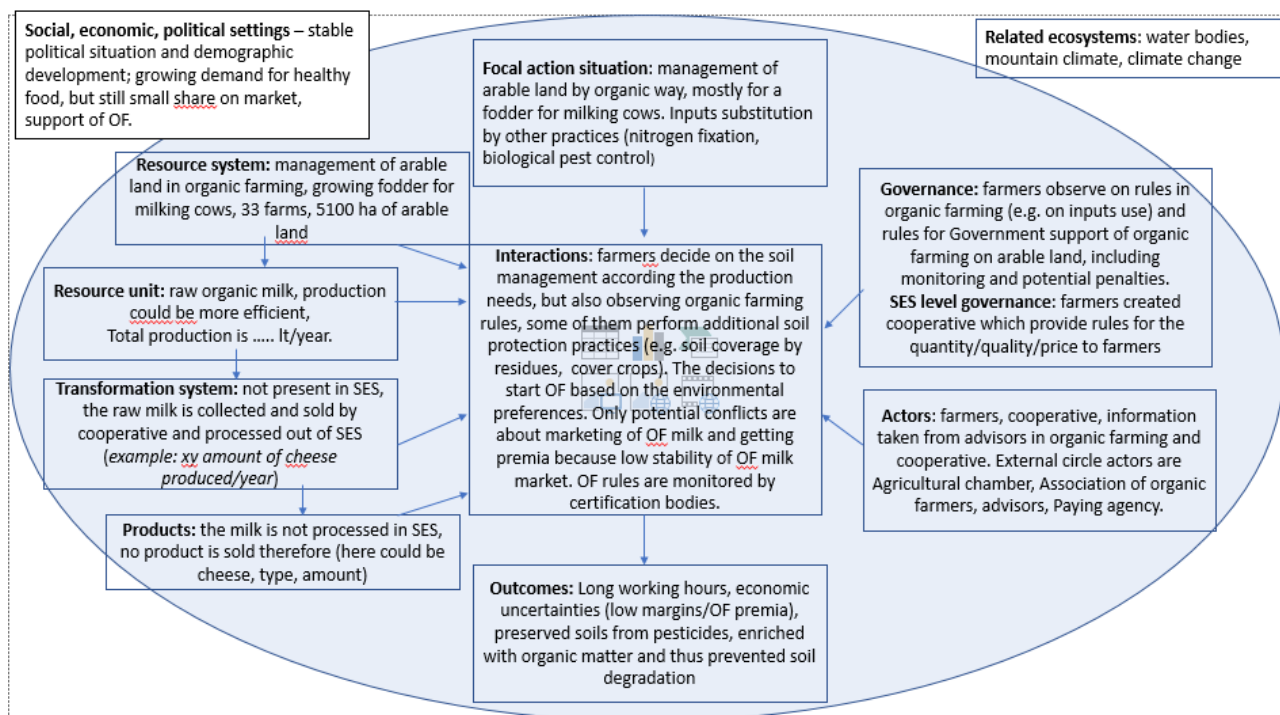 Social, economic, political settings – stable
political situation and demographic
development; growing demand for healthy
food, but still small share on market,
support of OF.
Focal action situation: management of
arable land by organic way, mostly for a
fodder for milking cows. Inputs substitution
by other practices (nitrogen fixation,
biological pest control)
Related ecosystems: water bodies,
mountain climate, climate change
Resource system: management of arable
land in organic farming, growing fodder for
milking cows, 33 farms, 5100 ha of arable
land
Resource unit: raw organic milk, production
could be more efficient,
Total production is ..... lt/year.
Transformation system: not present in SES,
the raw milk is collected and sold by
cooperative and processed out of SES
(example: xy amount of cheese
produced/year)
Products: the milk is not processed in SES,
no product is sold therefore (here could be
cheese, type, amount)
Interactions: farmers decide on the soil
management according the production
needs, but also observing organic farming
rules, some of them perform additional soil
protection practices (e.g. soil coverage by
residues, cover crops). The decisions to
start OF based on the environmental
preferences. Only potential conflicts are
about marketing of OF milk and getting
premia because low stability of OF milk
market. OF rules are monitored by
certification bodies.
Governance: farmers observe on rules in
organic farming (e.g. on inputs use) and
rules for Government support of organic
farming on arable land, including
monitoring and potential penalties.
SES level governance: farmers created
cooperative which provide rules for the
quantity/quality/price to farmers
Actors: farmers, cooperative, information
taken from advisors in organic farming and
cooperative. External circle actors are
Agricultural chamber, Association of organic
farmers, advisors, Paying agency.
Outcomes: Long working hours, economic
uncertainties (low margins/OF premia),
preserved soils from pesticides, enriched
with organic matter and thus prevented soil
degradation